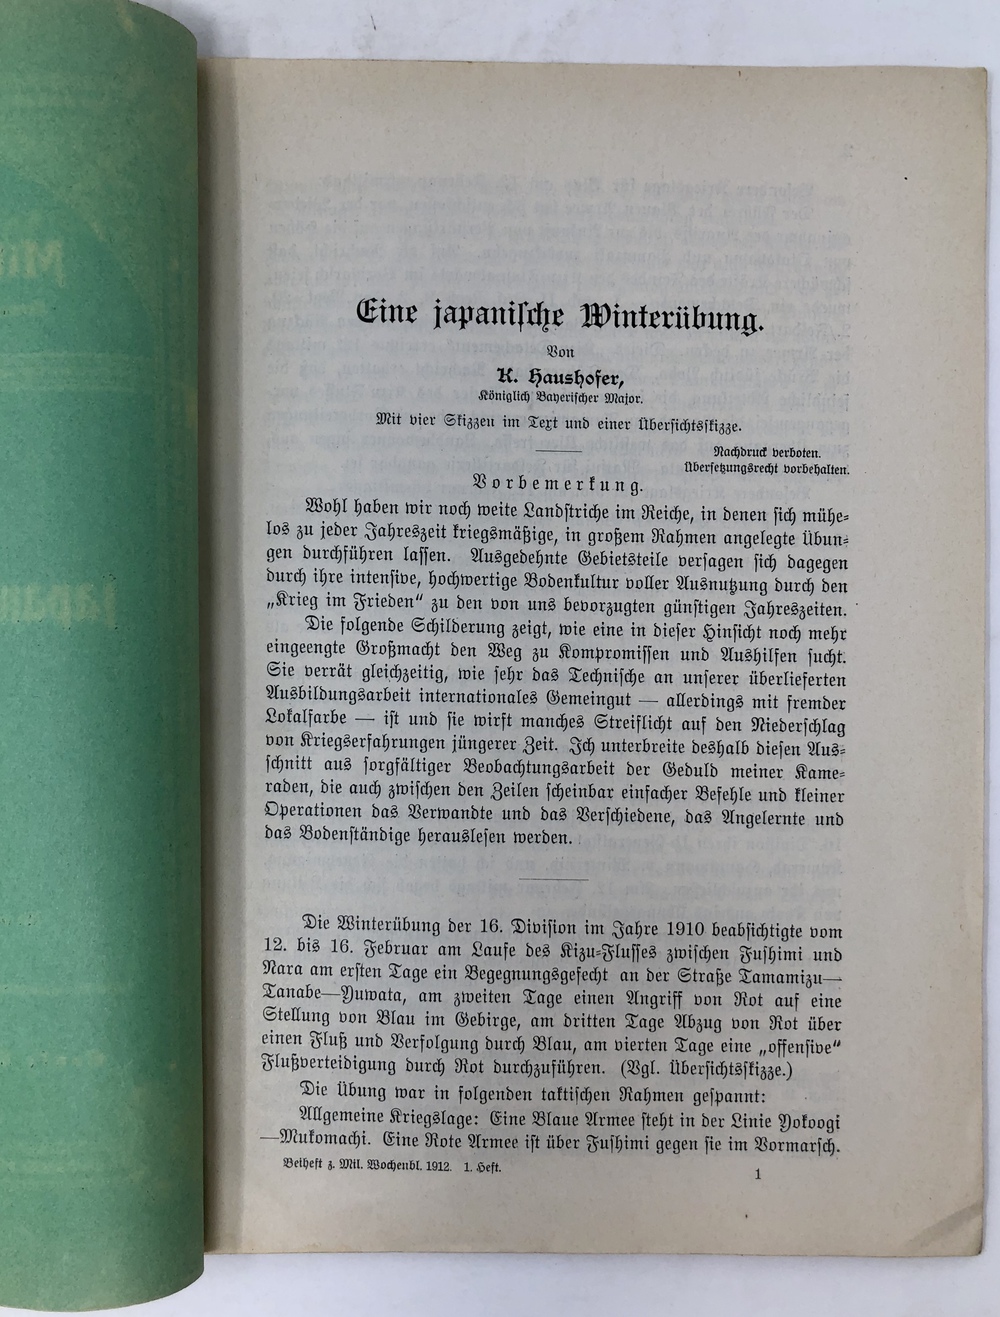 Eine japanische Winterübung.
Von
K. Haushofer,
Königlich Bayerischer Major.
Mit vier Skizzen im Text und einer Übersichtsskizze.
Nachdruck verboten.
Übersetzungsrecht vorbehalten.
Vorbemerkung.
Wohl haben wir noch weite Landstriche im Reiche, in denen sich mühe-
los zu jeder Jahreszeit kriegsmäßige, in großem Rahmen angelegte Übun-
gen durchführen lassen. Ausgedehnte Gebietsteile versagen sich dagegen
durch ihre intensive, hochwertige Bodenkultur voller Ausnutzung durch den
„Krieg im Frieden“ zu den von uns bevorzugten günstigen Jahreszeiten.
Die folgende Schilderung zeigt, wie eine in dieser Hinsicht noch mehr
eingeengte Großmacht den Weg zu Kompromissen und Aushilfen sucht.
Sie verrät gleichzeitig, wie sehr das Technische an unserer überlieferten
Ausbildungsarbeit internationales Gemeingut — allerdings mit fremder
Lokalfarbe — ist und sie wirft manches Streiflicht auf den Niederschlag
von Kriegserfahrungen jüngerer Zeit. Ich unterbreite deshalb diesen Aus-
schnitt aus sorgfältiger Beobachtungsarbeit der Geduld meiner Kame-
raden, die auch zwischen den Zeilen scheinbar einfacher Befehle und kleiner
Operationen das Verwandte und das Verschiedene, das Angelernte und
das Bodenständige herauslesen werden.
Die Winterübung der 16. Division im Jahre 1910 beabsichtigte vom
12. bis 16. Februar am Laufe des Kizu-Flusses zwischen Fushimi und
Nara am ersten Tage ein Begegnungsgefecht an der Straße Tamamizu—
Tanabe—Yuwata, am zweiten Tage einen Angriff von Rot auf eine
Stellung von Blau im Gebirge, am dritten Tage Abzug von Rot über
einen Fluß und Verfolgung durch Blau, am vierten Tage eine „offensive“
Flußverteidigung durch Rot durchzuführen. (Vgl. Übersichtsskizze.)
Die Übung war in folgenden taktischen Rahmen gespannt:
Allgemeine Kriegslage: Eine Blaue Armee steht in der Linie Yokoogi
—Mukomachi. Eine Rote Armee ist über Fushimi gegen sie im Vormarsch.
Beiheft z. Mil. Wochenbl. 1912. 1. Heft.
1